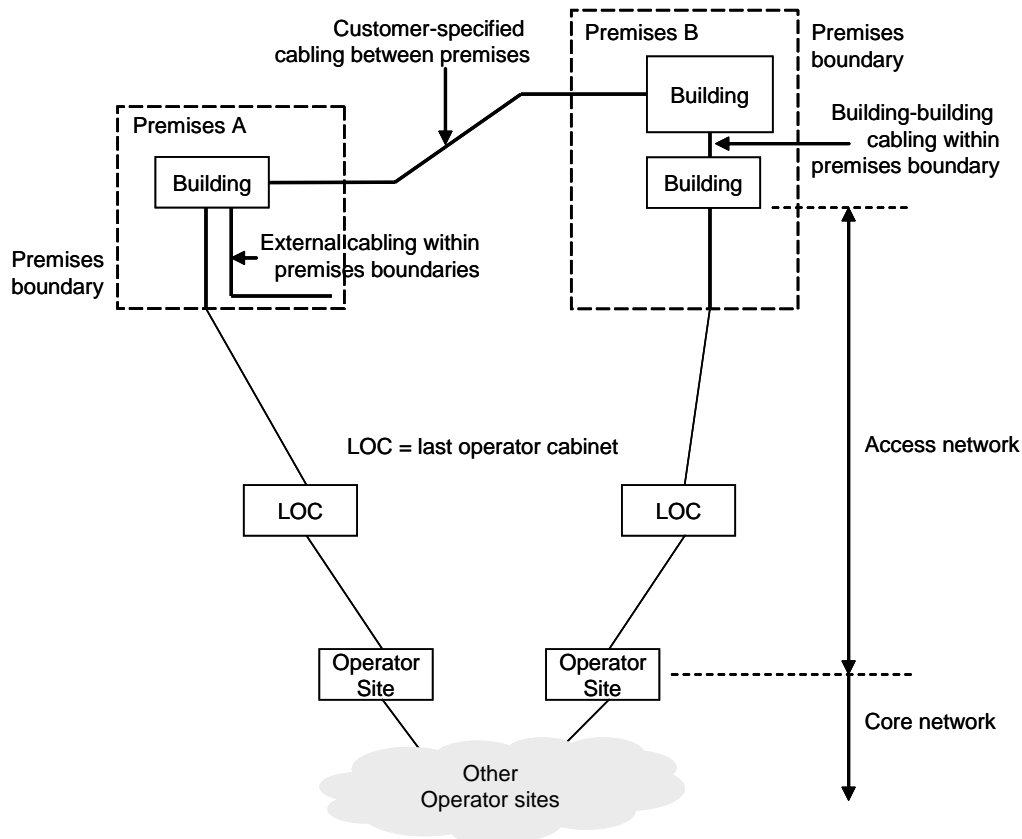 Customer-specified
cabling between premises
Premises B
Premises
boundary
Building
Building-building
cabling within
premises boundary
Premises A
Building
Building
External cabling within
premises boundaries
Premises
boundary
LOC = last operator cabinet
Access network
LOC
LOC
Operator
Site
Operator
Site
Core network
Other
Operator sites